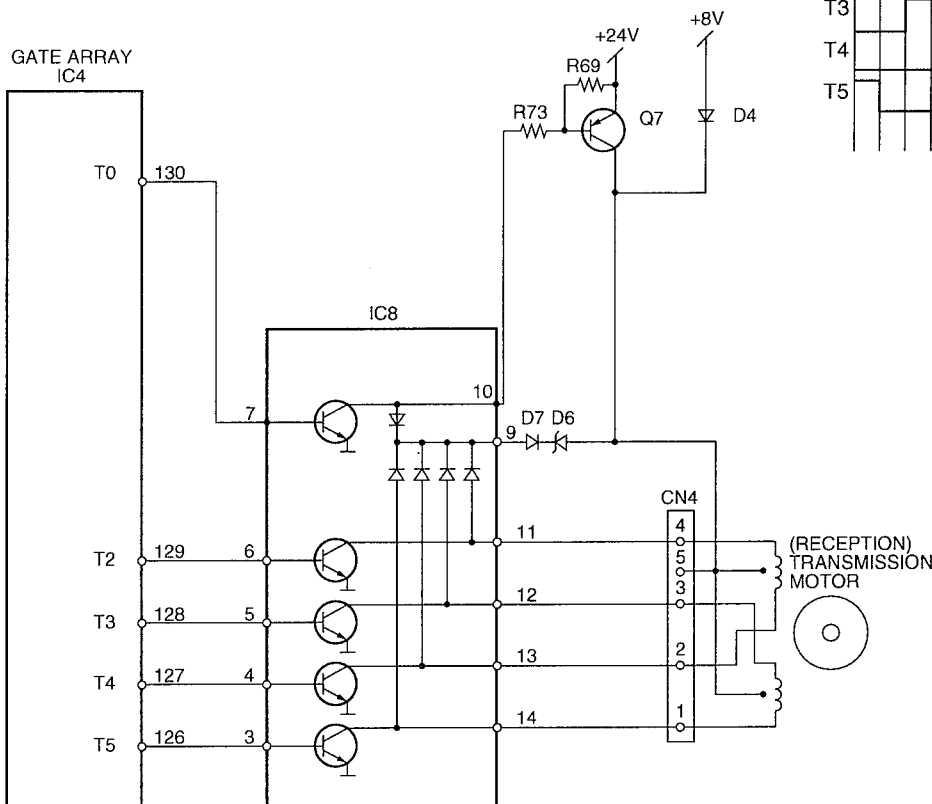 T3
+8V
+24V
T4
GATE ARRAY
IC4
R69
T5
R73
Q7
D4
T0
130
IC8
10
7
D7 D6
9
CN4
11
4
(RECEPTION)
TRANSMISSION
MOTOR
T2
129
6
5
12
3
T3
128
5
13
2
T4
127
4
14
1
T5
126
3